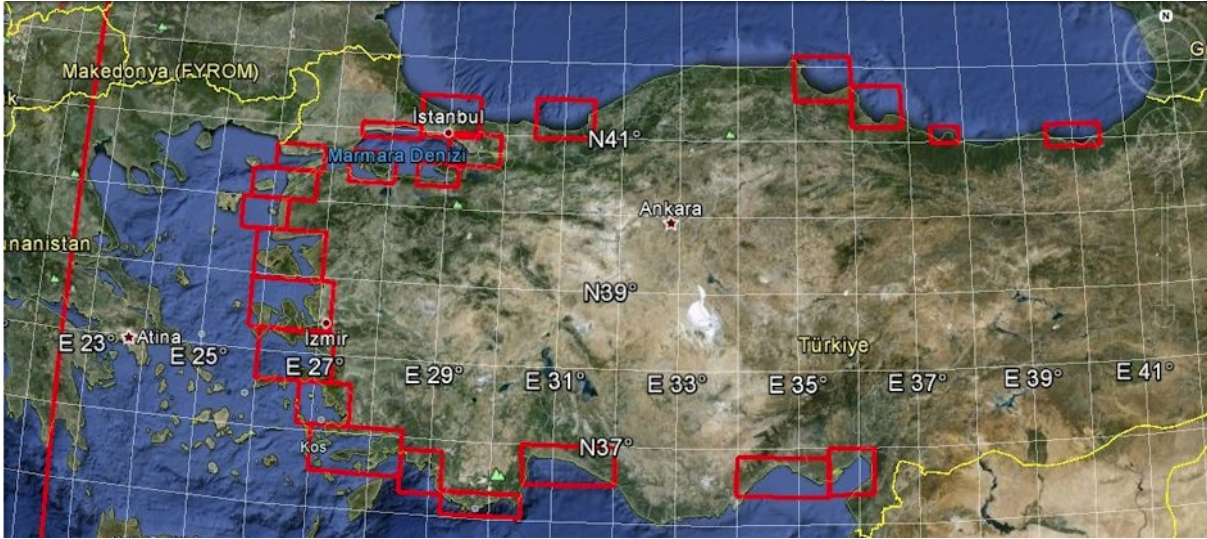 N
G
Makedonya (FYROM)
k
Istanbul
N41°
Marmara Denizi
Ankara
unanistan
N39°
Atina
Izmir
Türkiye
E 23°
E 25°
E 27°
E 29°
E 31°
E 33°
E 35°
E 37°
E 39°
E 41°
Kos
N37°